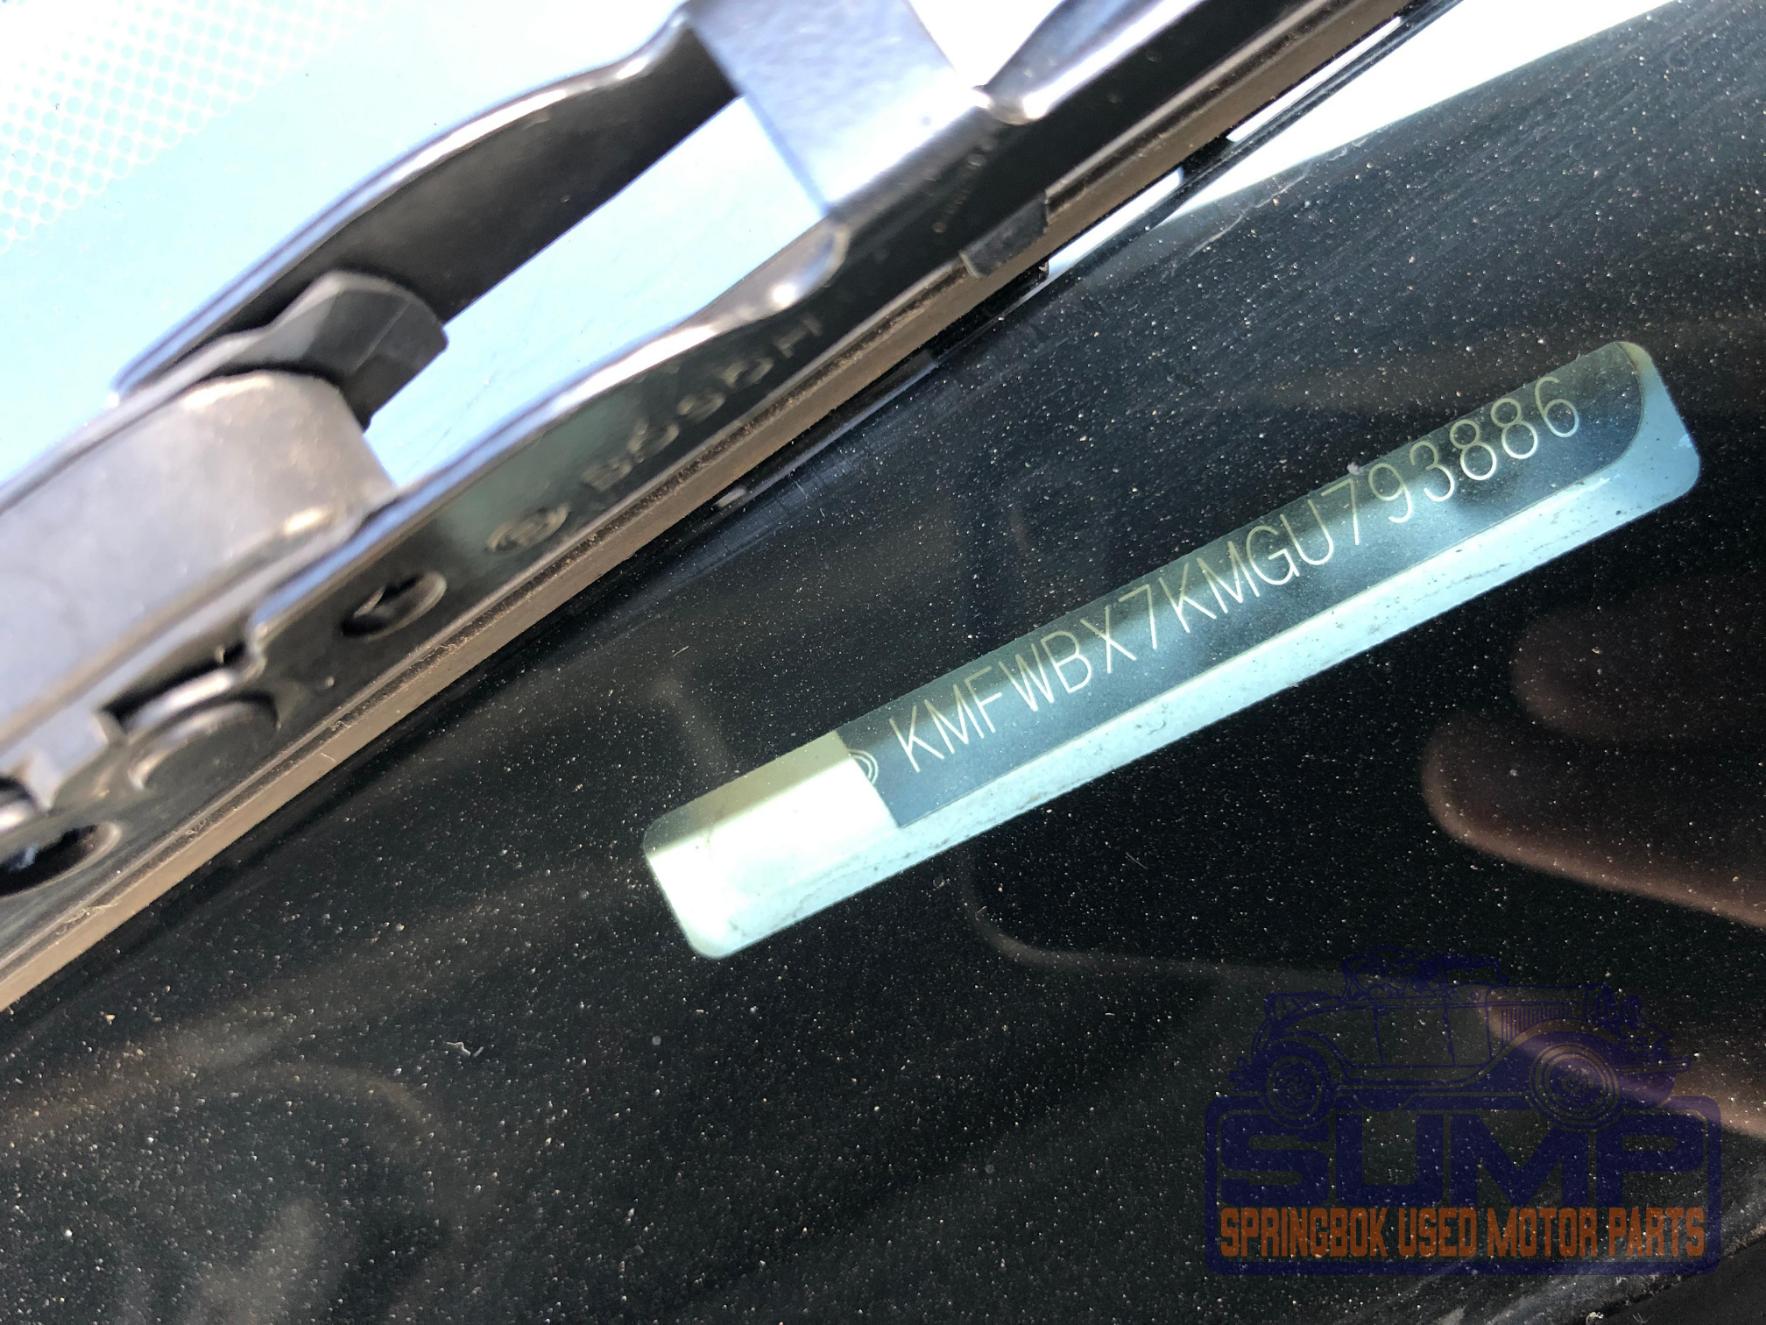 BOSCH
KMFWBX7KMGU793886
SUMP
SPRINGBOK USED MOTOR PARTS